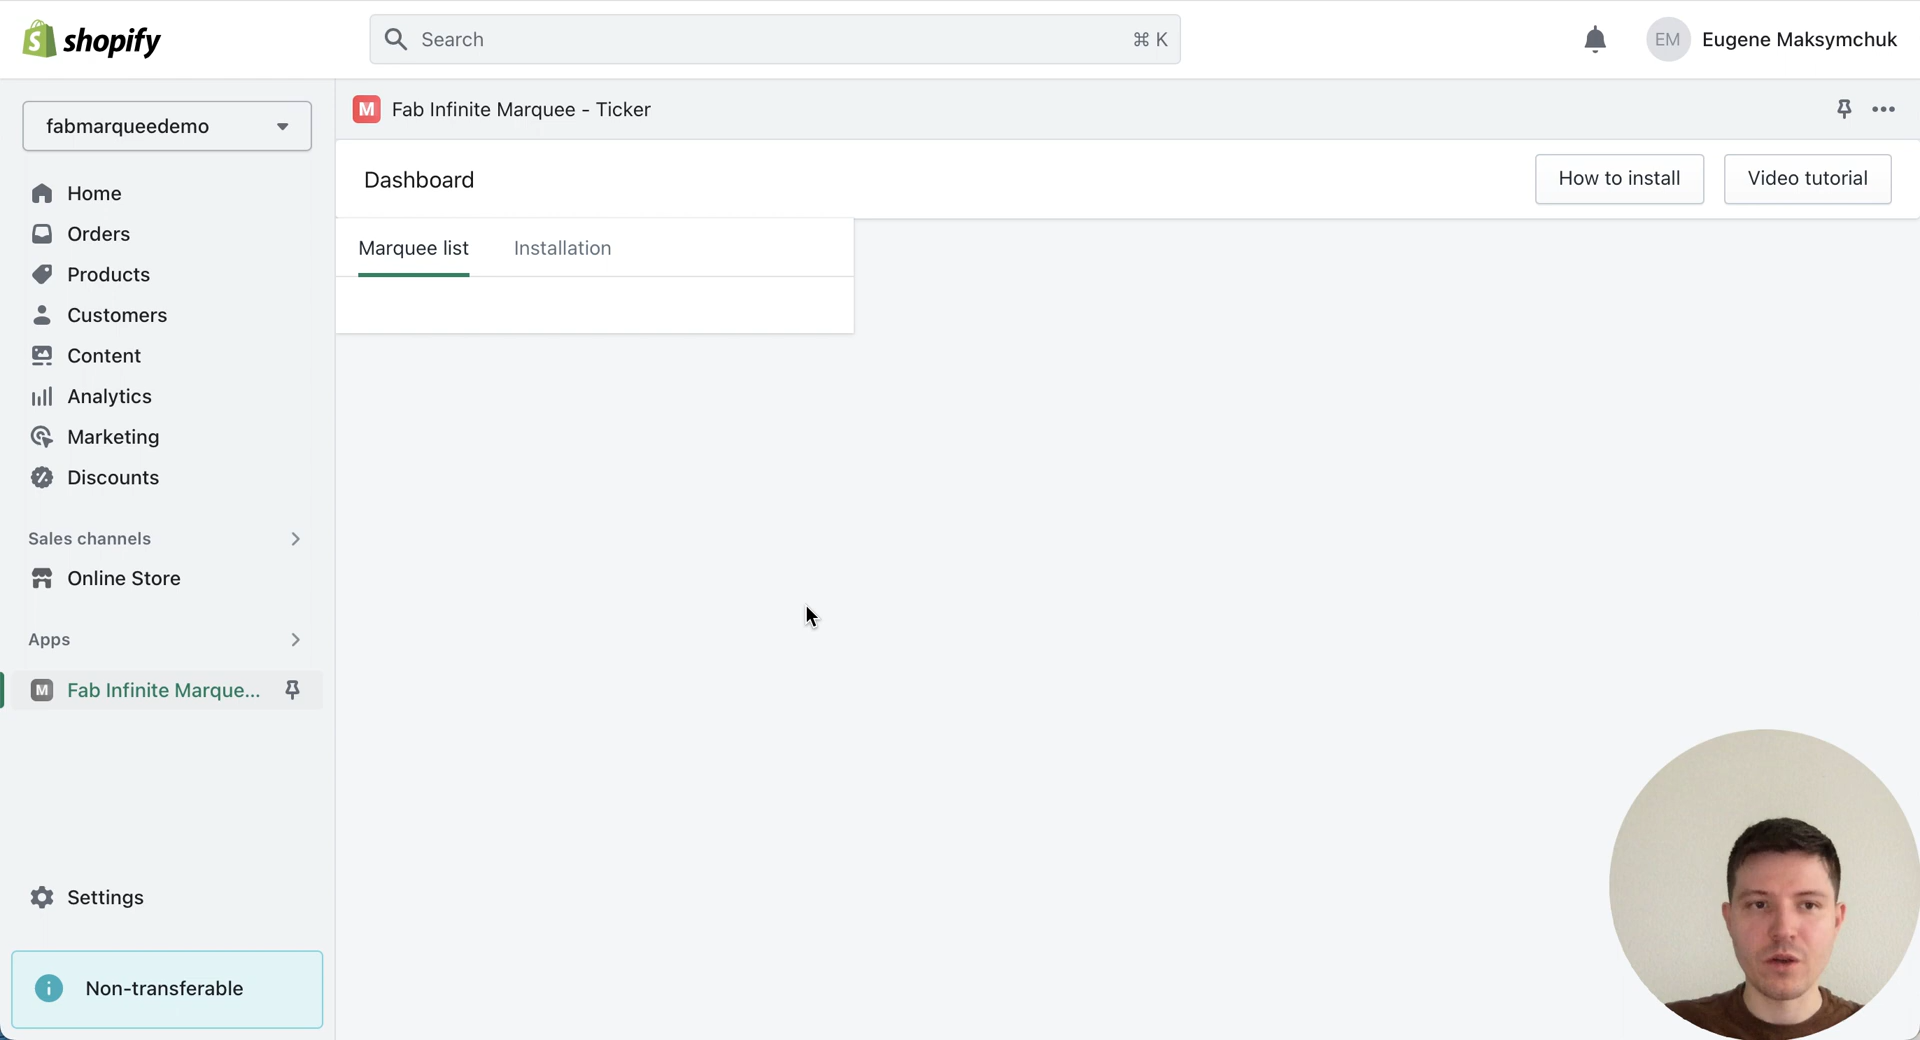 shopify
Search
⌘ K
EM
Eugene Maksymchuk
fabmarqueedemo
M
Fab Infinite Marquee - Ticker
Dashboard
How to install
Video tutorial
Home
Orders
Products
Customers
Content
Analytics
Marketing
Discounts
Marquee list
Installation
Sales channels
Online Store
Apps
M
Fab Infinite Marque...
Settings
Non-transferable